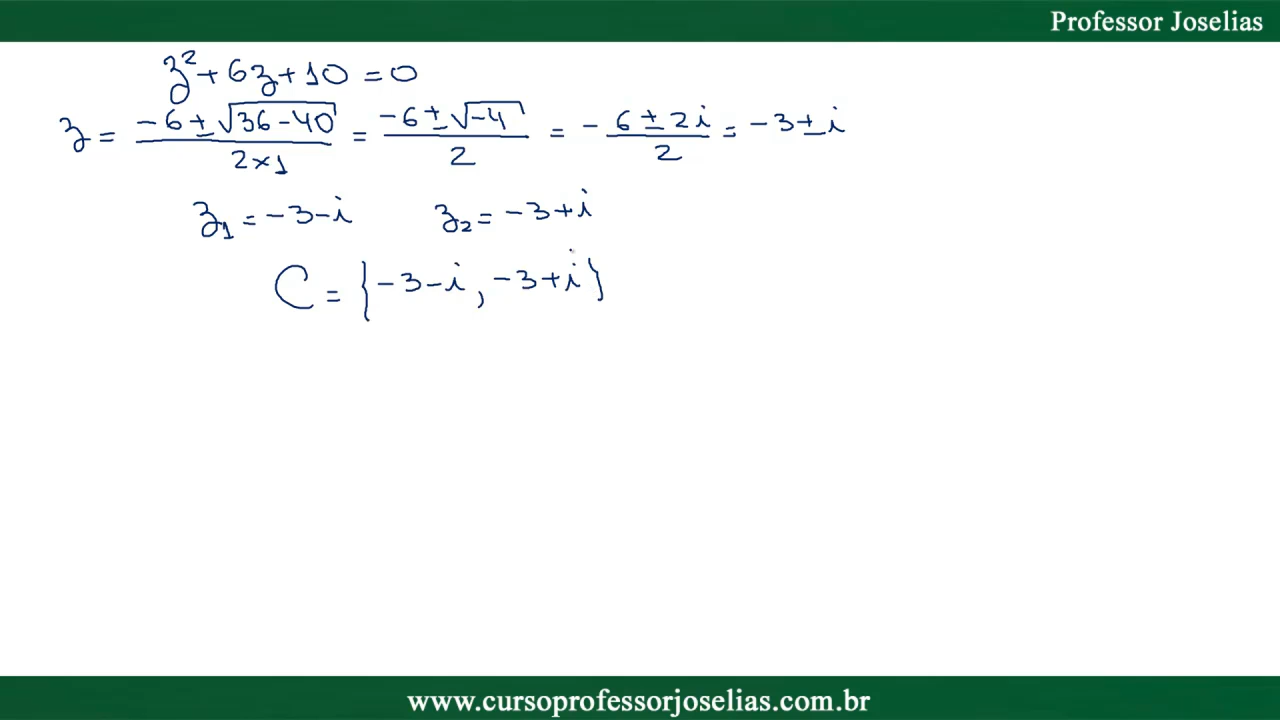 Professor Joselias
z² + 6z + 10 = 0
z = (-6 ± √(36 - 40))/(2 × 1) = (-6 ± √(-4))/2 = - (6 ± 2i)/2 = -3 ± i
z₁ = -3 - i z₂ = -3 + i
C = {-3 - i, -3 + i}
www.cursoprofessorjoselias.com.br